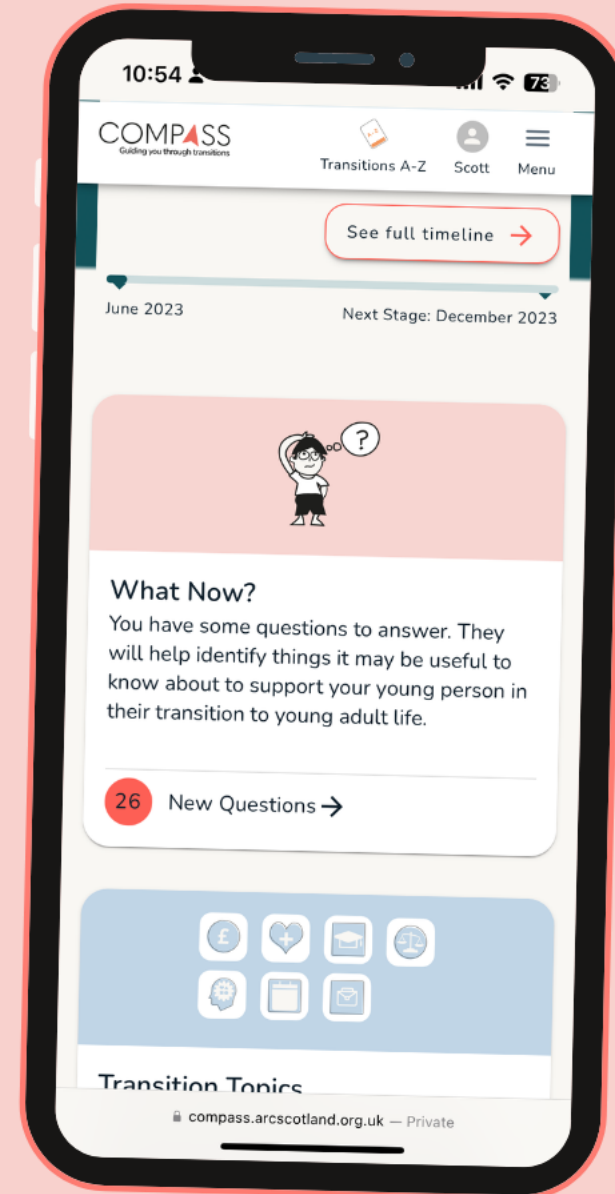 10:54
73
COMPASS
Guiding you through transitions
Transitions A-Z
Scott
Menu
See full timeline →
June 2023
Next Stage: December 2023
?
What Now?
You have some questions to answer. They
will help identify things it may be useful to
know about to support your young person in
their transition to young adult life.
26 New Questions →
£
Transition Topics
compass.arcscotland.org.uk — Private